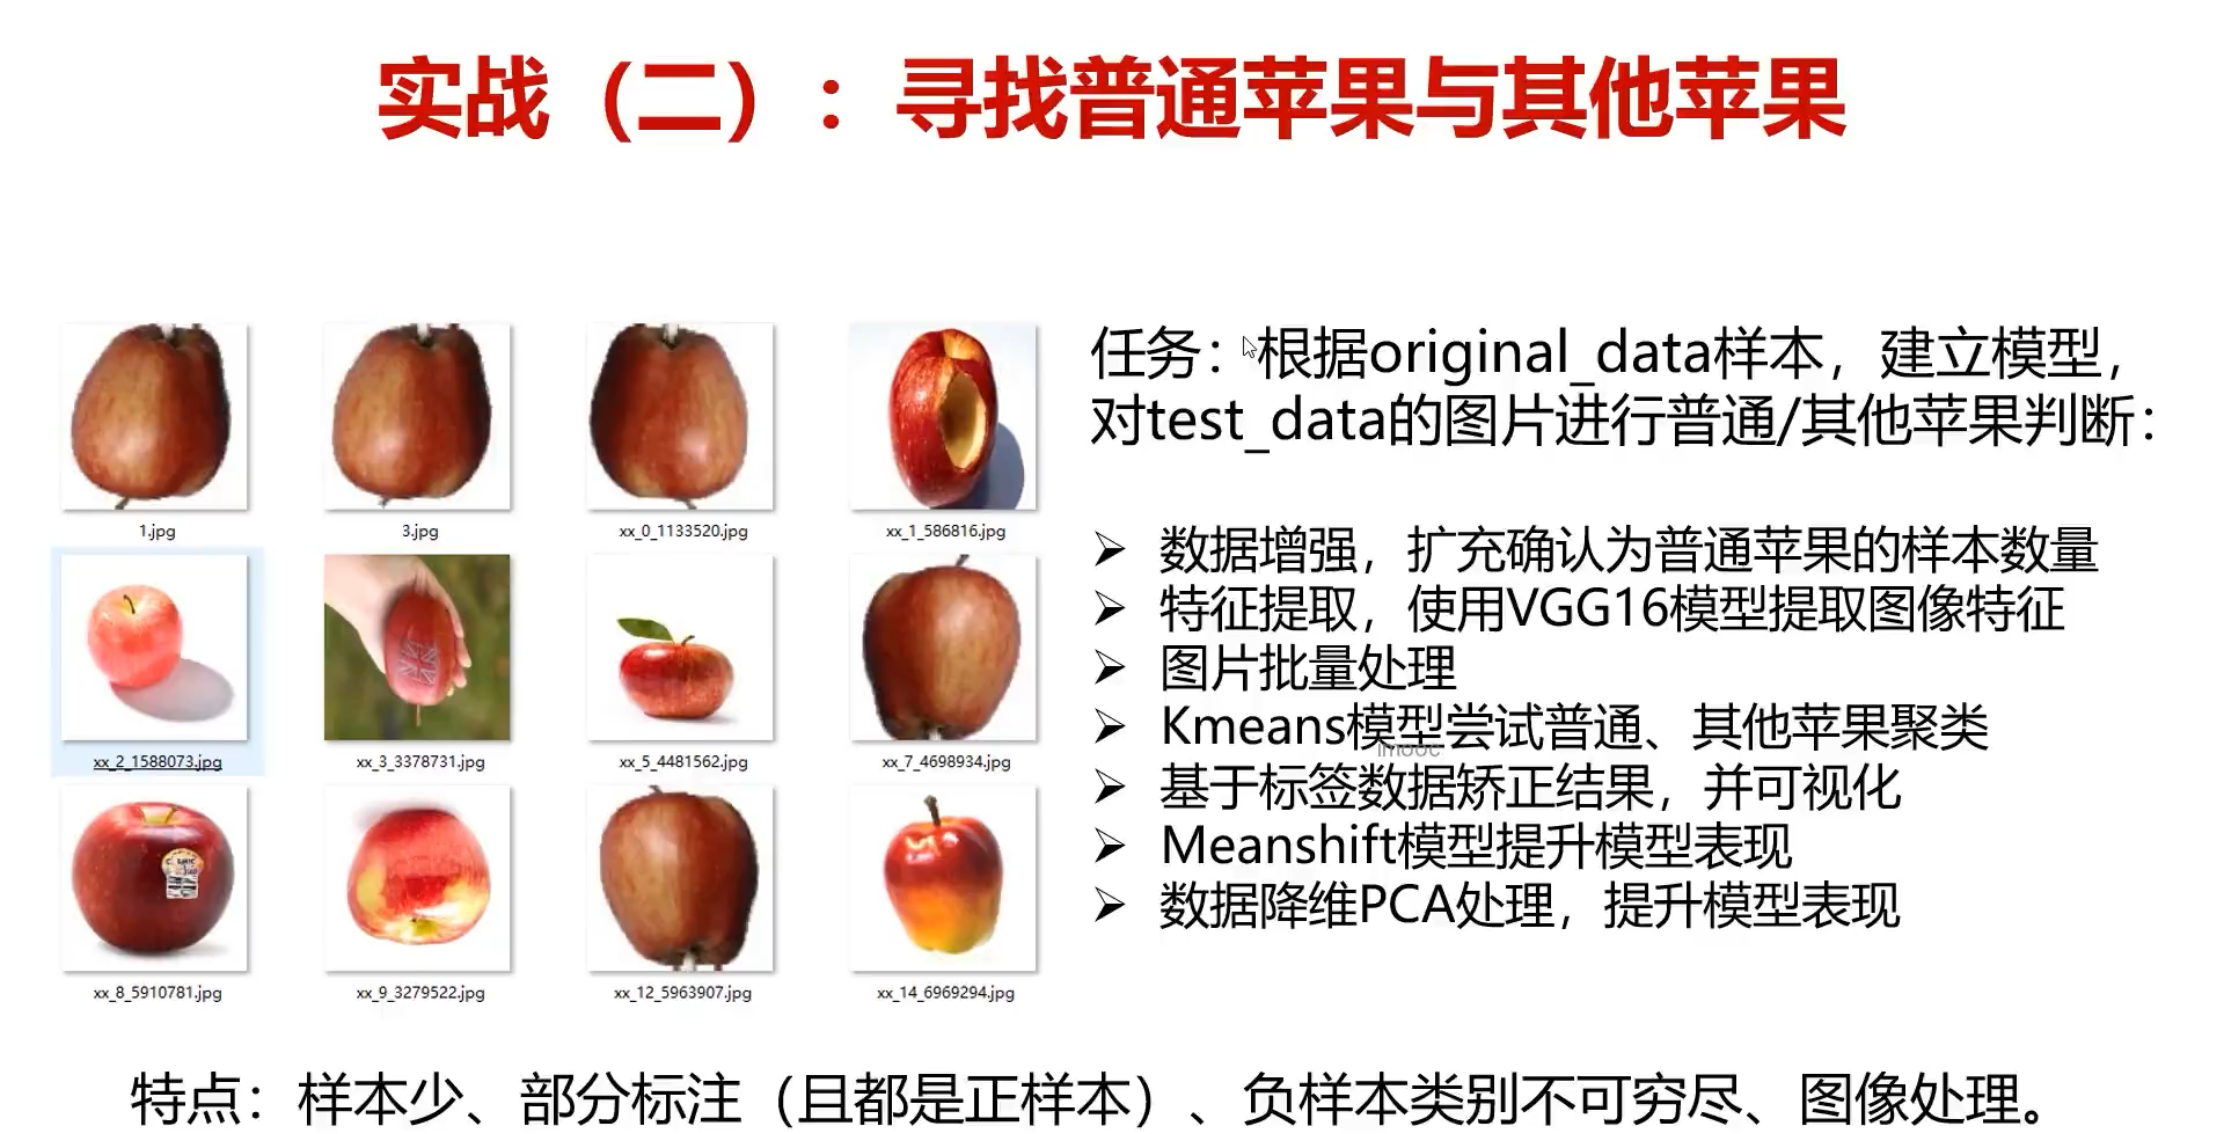 实战（二）：寻找普通苹果与其他苹果
任务：根据original_data样本，建立模型，
对test_data的图片进行普通/其他苹果判断：
1.jpg
3.jpg
xx_0_1133520.jpg
xx_1_586816.jpg
xx_2_1588073.jpg
xx_3_3378731.jpg
xx_5_4481562.jpg
xx_7_4698934.jpg
xx_8_5910781.jpg
xx_9_3279522.jpg
xx_12_5963907.jpg
xx_14_6969294.jpg
➢ 数据增强，扩充确认为普通苹果的样本数量
➢ 特征提取，使用VGG16模型提取图像特征
➢ 图片批量处理
➢ Kmeans模型尝试普通、其他苹果聚类
imooc
➢ 基于标签数据矫正结果，并可视化
➢ Meanshift模型提升模型表现
➢ 数据降维PCA处理，提升模型表现
特点：样本少、部分标注（且都是正样本）、负样本类别不可穷尽、图像处理。